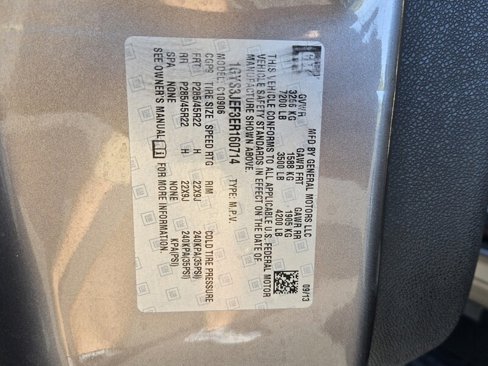 MFD BY GENERAL MOTORS LLC 09/13
GVWR GAWR FRT GAWR RR
3266 KG 1588 KG 1905 KG
7200 LB 3500 LB 4200 LB
THIS VEHICLE CONFORMS TO ALL APPLICABLE U.S. FEDERAL MOTOR
VEHICLE SAFETY STANDARDS IN EFFECT ON THE DATE OF
MANUFACTURE SHOWN ABOVE.
1GYS3JEF3ER160714 TYPE: M.P.V.
MODEL: C10906
TIRE SIZE SPEED RTG RIM COLD TIRE PRESSURE
FRT P285/45R22 H 22X9J 240KPA(35PSI)
RR P285/45R22 H 22X9J 240KPA(35PSI)
SPA NONE NONE KPA(PSI)
SEE OWNER'S MANUAL FOR MORE INFORMATION.